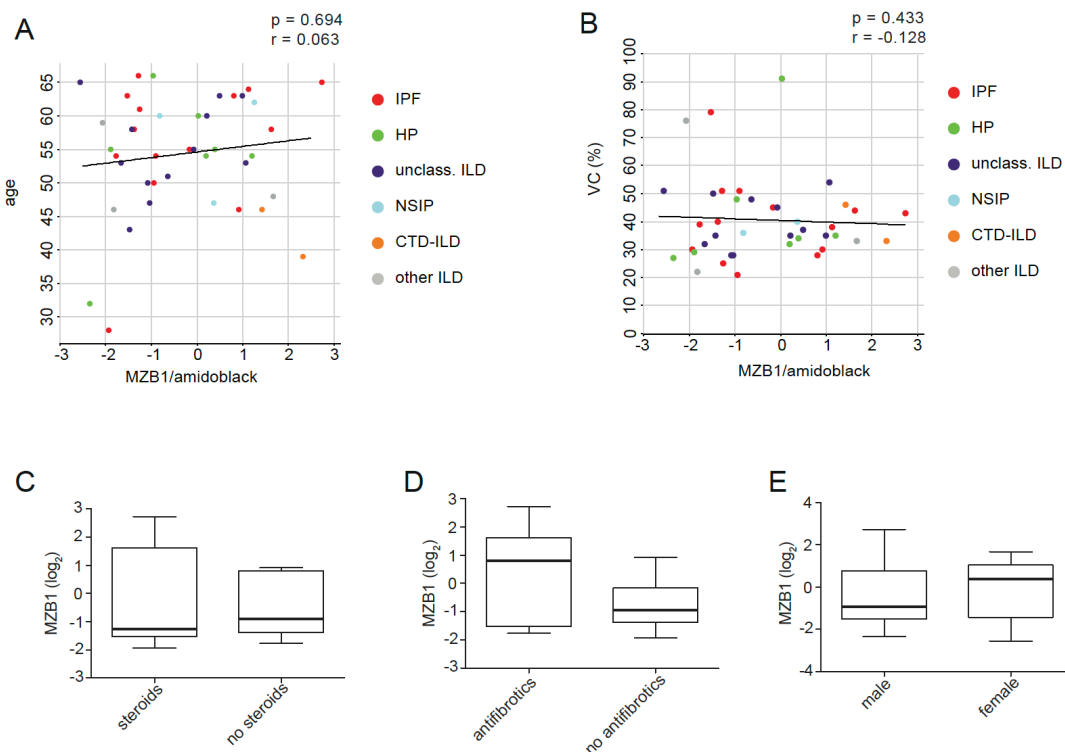 A
p = 0.694
r = 0.063
age
65
60
55
50
45
40
35
30
-3 -2 -1 0 1 2 3
MZB1/amidoblack
IPF
HP
unclass. ILD
NSIP
CTD-ILD
other ILD
B
p = 0.433
r = -0.128
VC (%)
100
90
80
70
60
50
40
30
20
10
0
-3 -2 -1 0 1 2 3
MZB1/amidoblack
IPF
HP
unclass. ILD
NSIP
CTD-ILD
other ILD
C
MZB1 (log2)
3
2
1
0
-1
-2
-3
steroids
no steroids
D
MZB1 (log2)
3
2
1
0
-1
-2
-3
antifibrotics
no antifibrotics
E
MZB1 (log2)
4
2
0
-2
-4
male
female